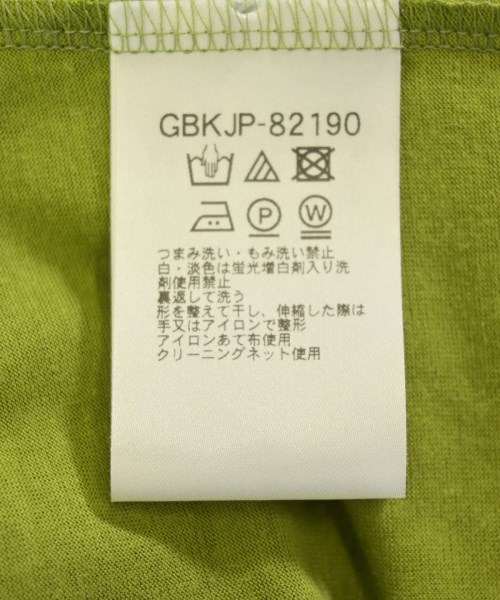 GBKJP-82190
P W
つまみ洗い・もみ洗い禁止
白・淡色は蛍光増白剤入り洗
剤使用禁止
裏返して洗う
形を整えて干し、伸縮した際は
手又はアイロンで整形
アイロンあて布使用
クリーニングネット使用